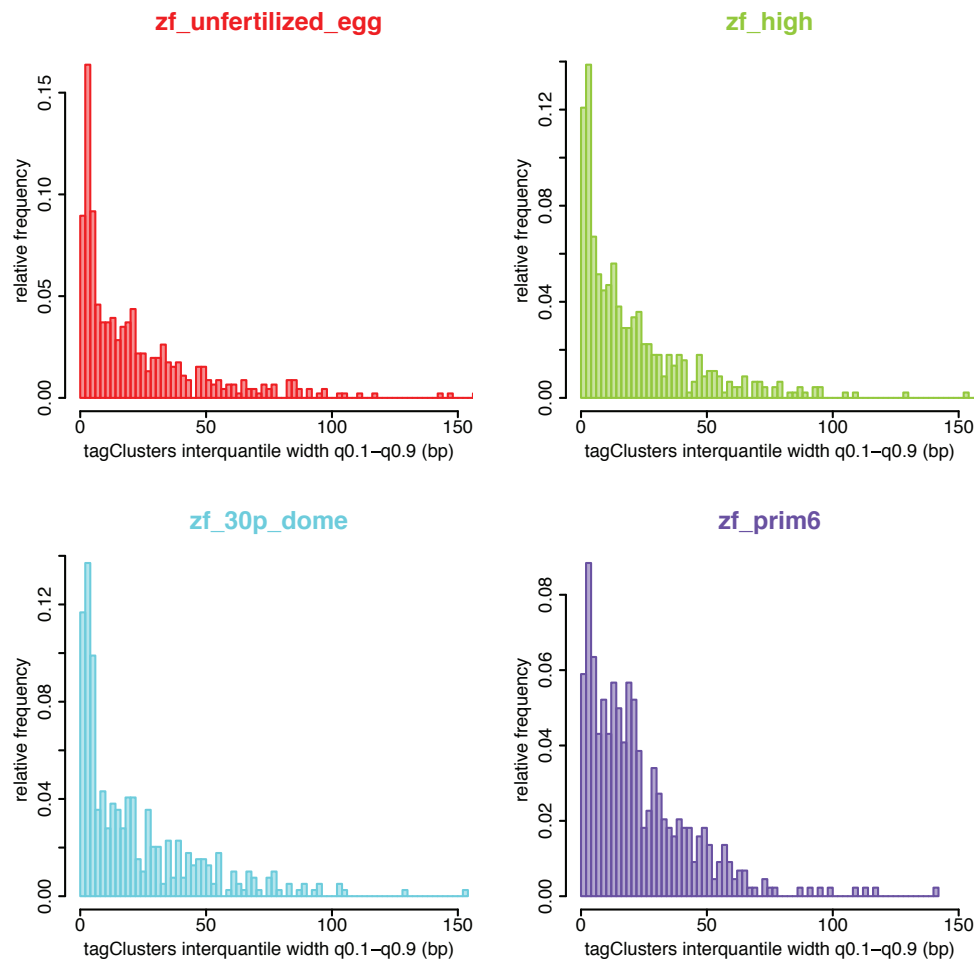 zf_unfertilized_egg
relative frequency
0.00 0.05 0.10 0.15
0 50 100 150
tagClusters interquantile width q0.1–q0.9 (bp)
zf_high
relative frequency
0.00 0.04 0.08 0.12
0 50 100 150
tagClusters interquantile width q0.1–q0.9 (bp)
zf_30p_dome
relative frequency
0.00 0.04 0.08 0.12
0 50 100 150
tagClusters interquantile width q0.1–q0.9 (bp)
zf_prim6
relative frequency
0.00 0.02 0.04 0.06 0.08
0 50 100 150
tagClusters interquantile width q0.1–q0.9 (bp)